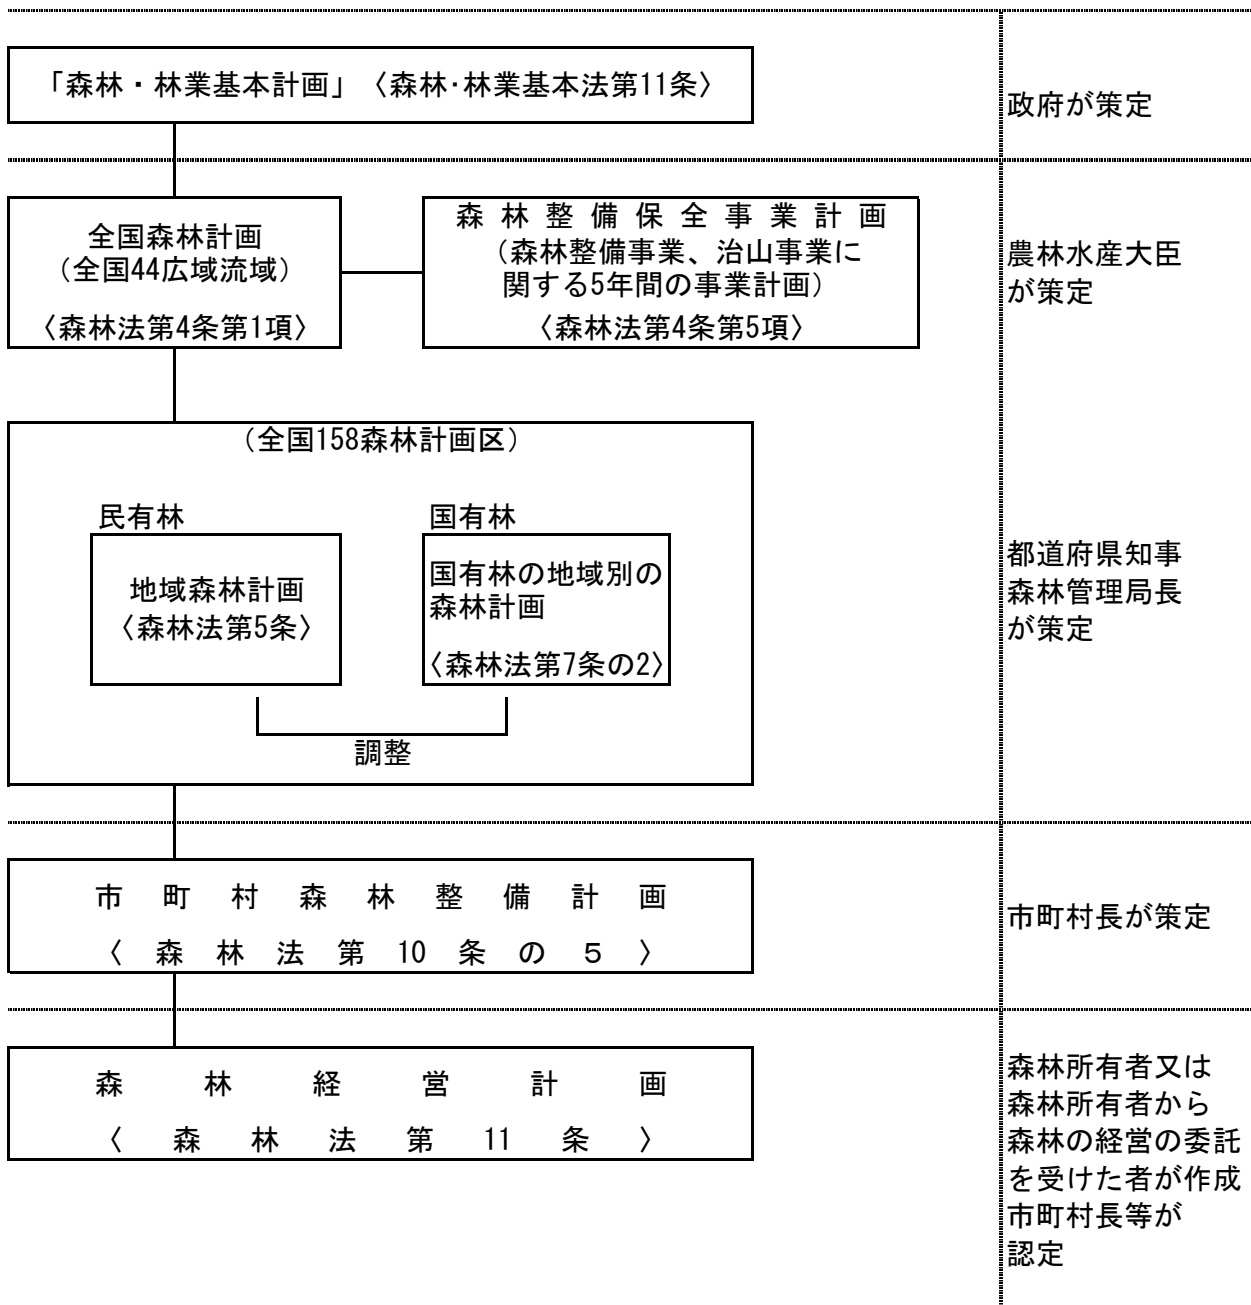 「森林・林業基本計画」〈森林･林業基本法第11条〉
政府が策定
全国森林計画
（全国44広域流域）
〈森林法第4条第1項〉
森林整備保全事業計画
（森林整備事業、治山事業に
関する5年間の事業計画）
〈森林法第4条第5項〉
農林水産大臣
が策定
（全国158森林計画区）
民有林
地域森林計画
〈森林法第5条〉
国有林
国有林の地域別の
森林計画
〈森林法第7条の2〉
調整
都道府県知事
森林管理局長
が策定
市町村森林整備計画
〈森林法第10条の５〉
市町村長が策定
森林経営計画
〈森林法第11条〉
森林所有者又は
森林所有者から
森林の経営の委託
を受けた者が作成
市町村長等が
認定